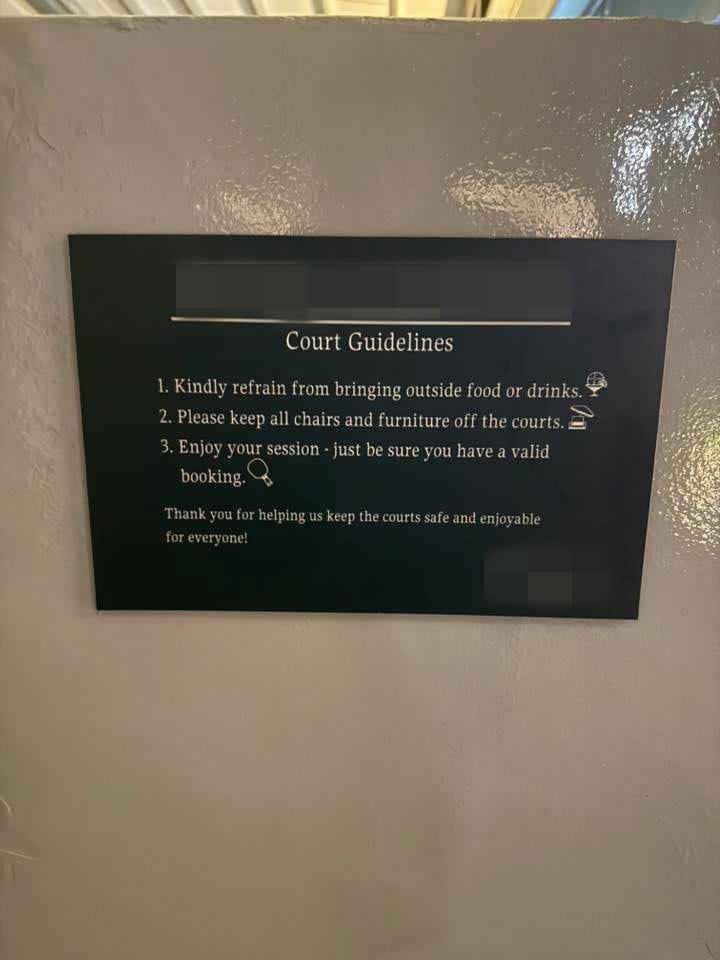 Court Guidelines
1. Kindly refrain from bringing outside food or drinks.
2. Please keep all chairs and furniture off the courts.
3. Enjoy your session - just be sure you have a valid
booking.
Thank you for helping us keep the courts safe and enjoyable
for everyone!